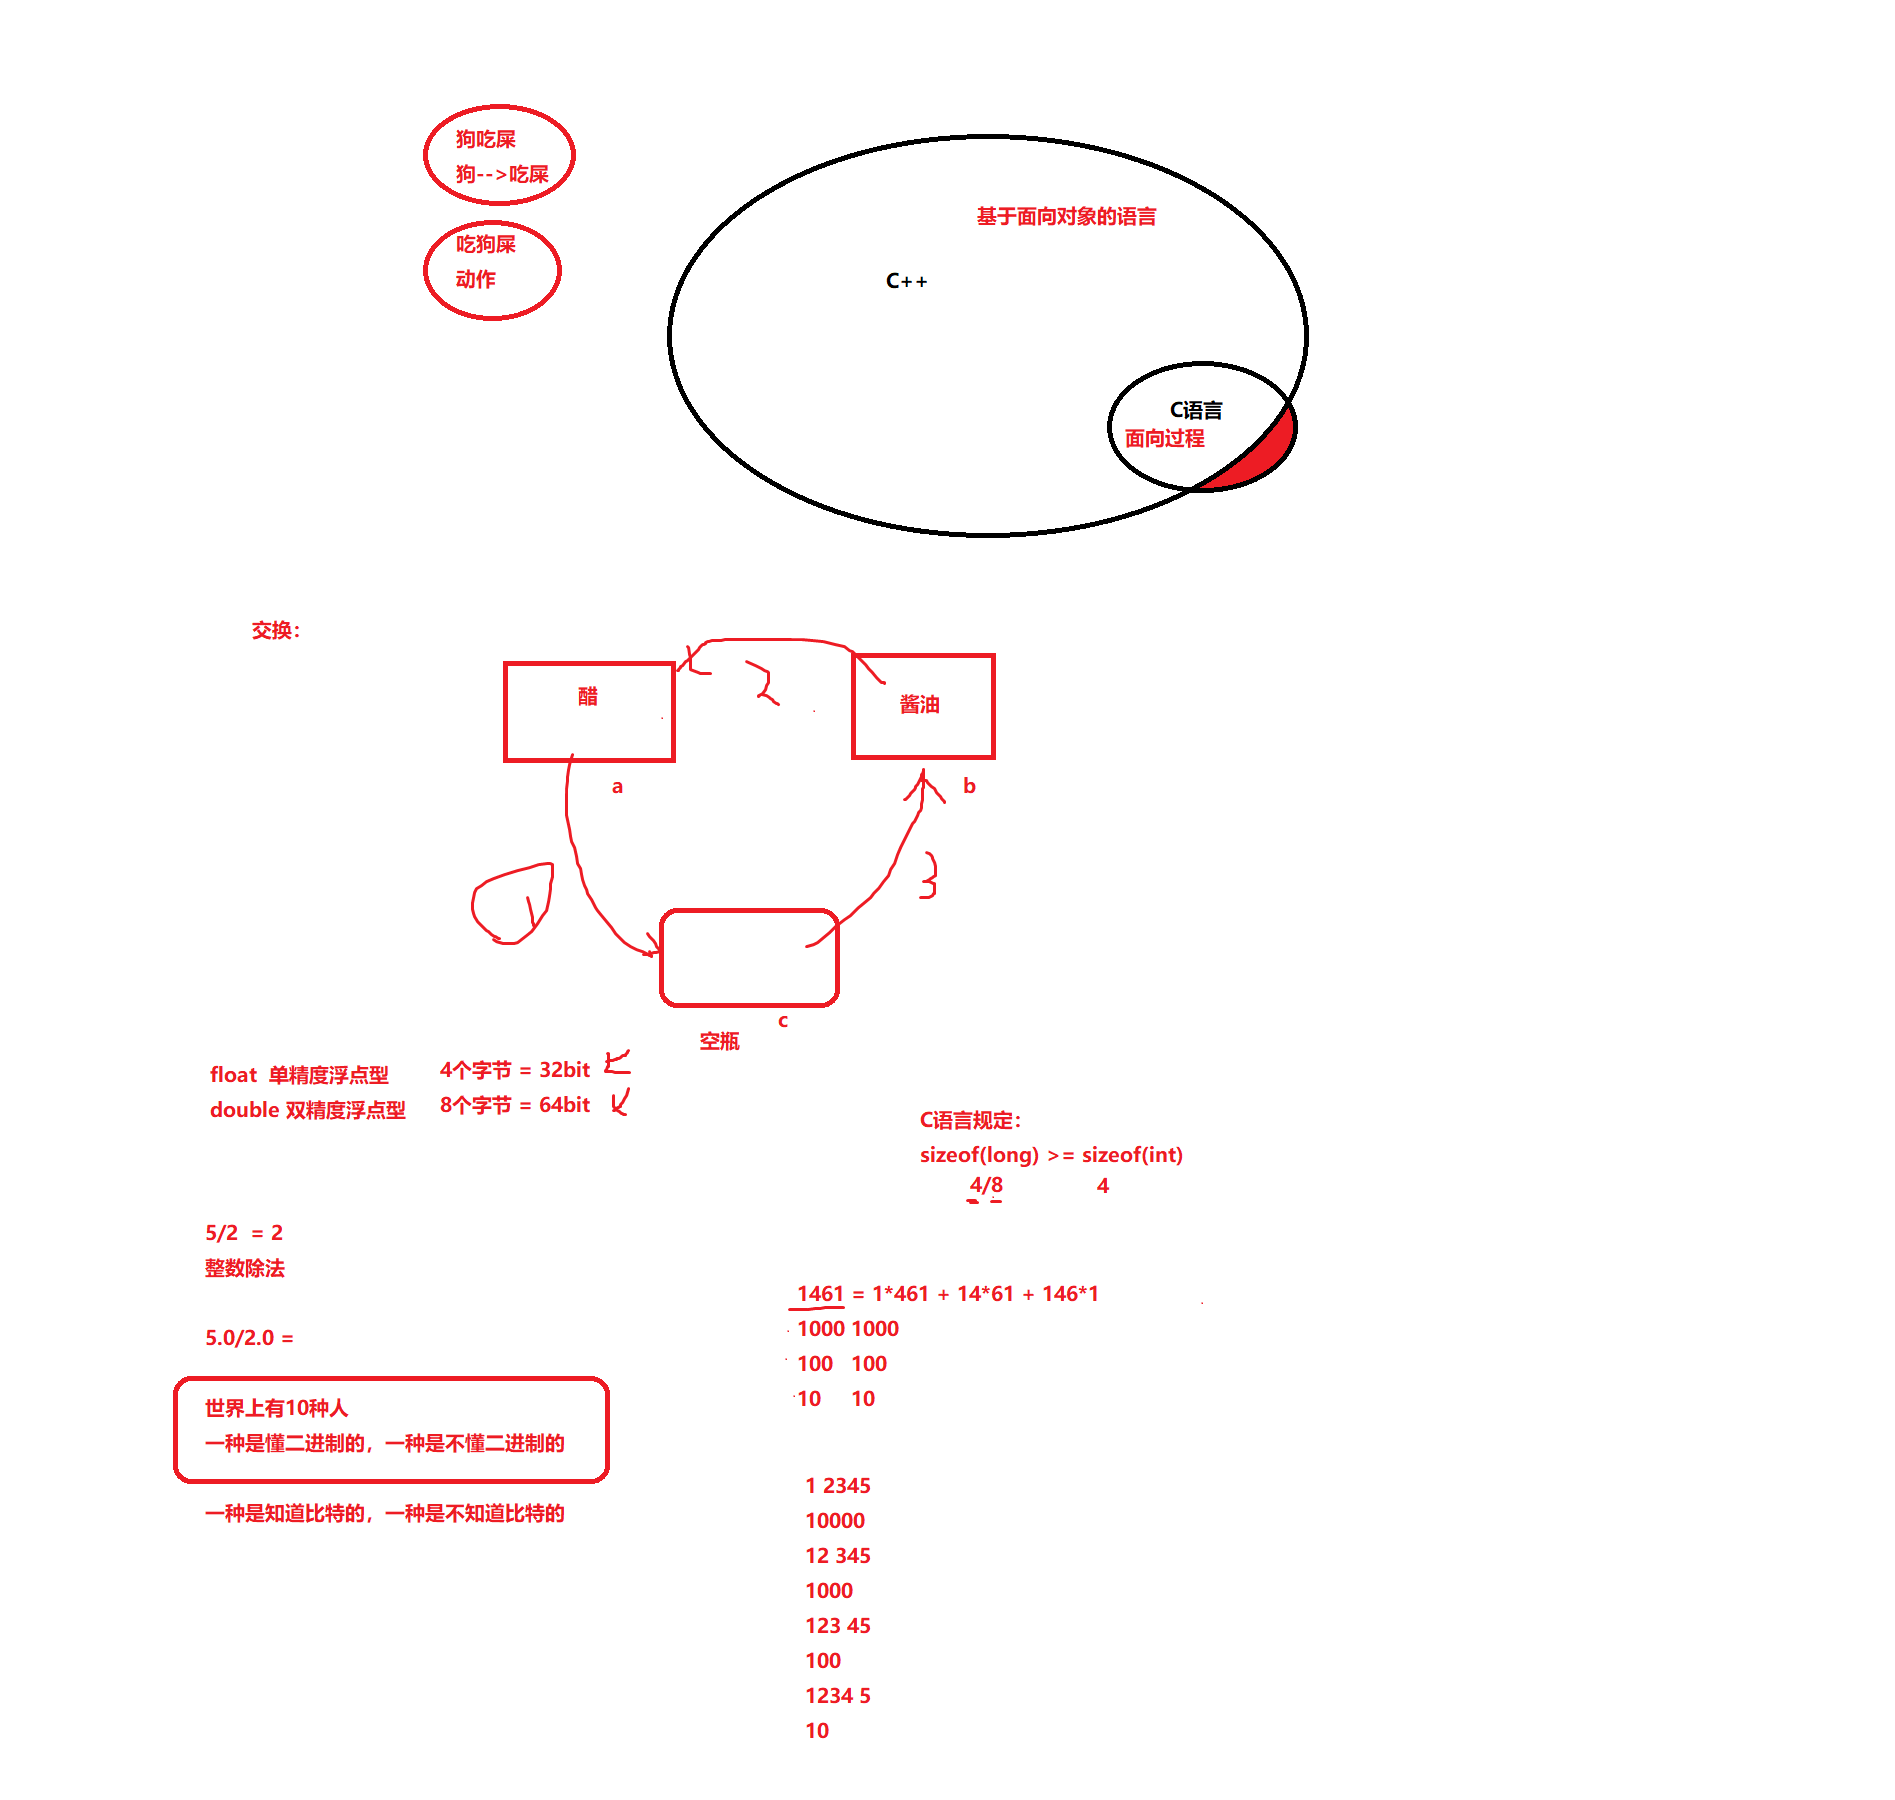 狗吃屎
狗-->吃屎
吃狗屎
动作
基于面向对象的语言
C++
C语言
面向过程
交换：
醋
酱油
2
a
b
1
3
c
空瓶
float 单精度浮点型 4个字节 = 32bit
double 双精度浮点型 8个字节 = 64bit
C语言规定：
sizeof(long) >= sizeof(int)
4/8 4
5/2 = 2
整数除法
5.0/2.0 =
世界上有10种人
一种是懂二进制的，一种是不懂二进制的
一种是知道比特的，一种是不知道比特的
1461 = 1*461 + 14*61 + 146*1
1000 1000
100 100
10 10
1 2345
10000
12 345
1000
123 45
100
1234 5
10